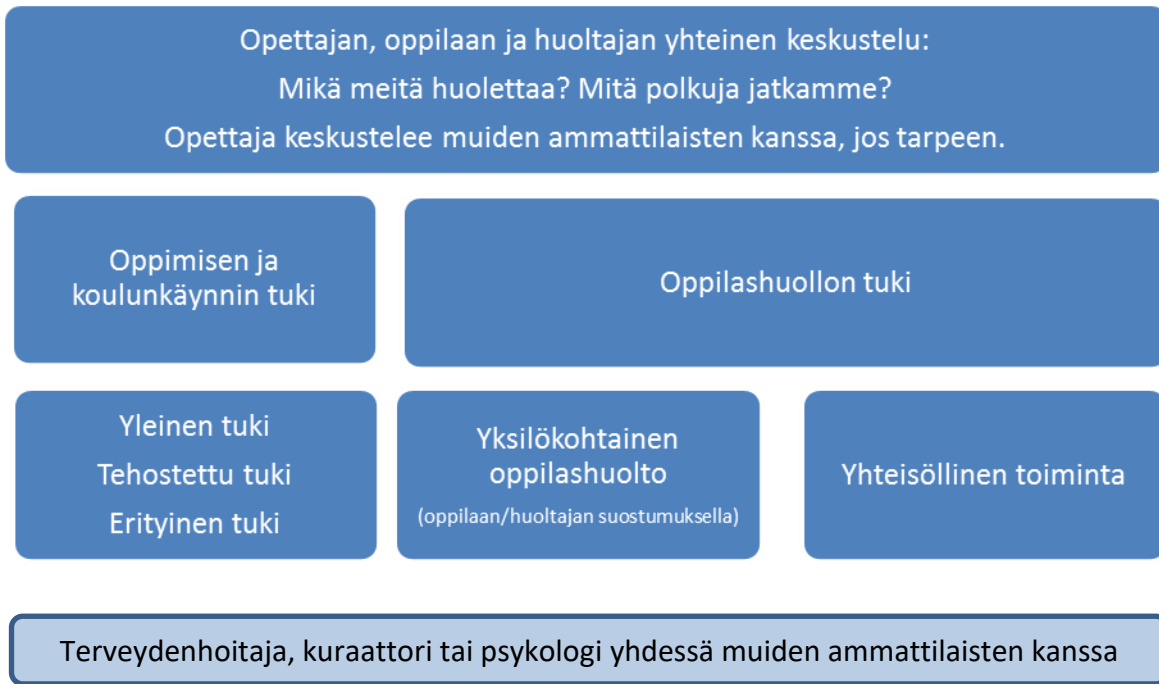 Opettajan, oppilaan ja huoltajan yhteinen keskustelu:
Mikä meitä huolettaa? Mitä polkuja jatkamme?
Opettaja keskustelee muiden ammattilaisten kanssa, jos tarpeen.
Oppimisen ja
koulunkäynnin tuki
Oppilashuollon tuki
Yleinen tuki
Tehostettu tuki
Erityinen tuki
Yksilökohtainen
oppilashuolto
(oppilaan/huoltajan suostumuksella)
Yhteisöllinen toiminta
Terveydenhoitaja, kuraattori tai psykologi yhdessä muiden ammattilaisten kanssa